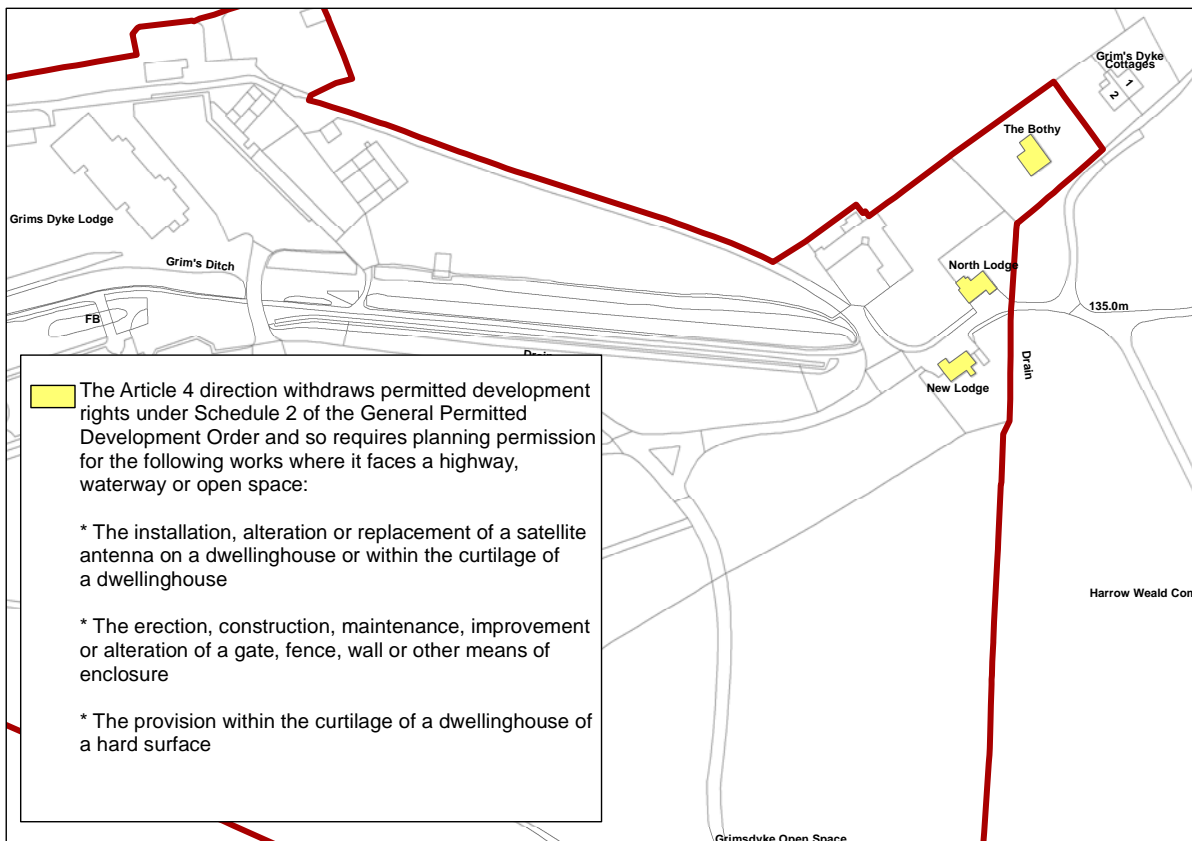 Grim's Dyke
Cottages
1
2
The Bothy
Grims Dyke Lodge
Grim's Ditch
North Lodge
135.0m
FB
Drain
Drain
New Lodge
The Article 4 direction withdraws permitted development
rights under Schedule 2 of the General Permitted
Development Order and so requires planning permission
for the following works where it faces a highway,
waterway or open space:
* The installation, alteration or replacement of a satellite
antenna on a dwellinghouse or within the curtilage of
a dwellinghouse
* The erection, construction, maintenance, improvement
or alteration of a gate, fence, wall or other means of
enclosure
* The provision within the curtilage of a dwellinghouse of
a hard surface
Harrow Weald Com
Grimsdyke Open Space